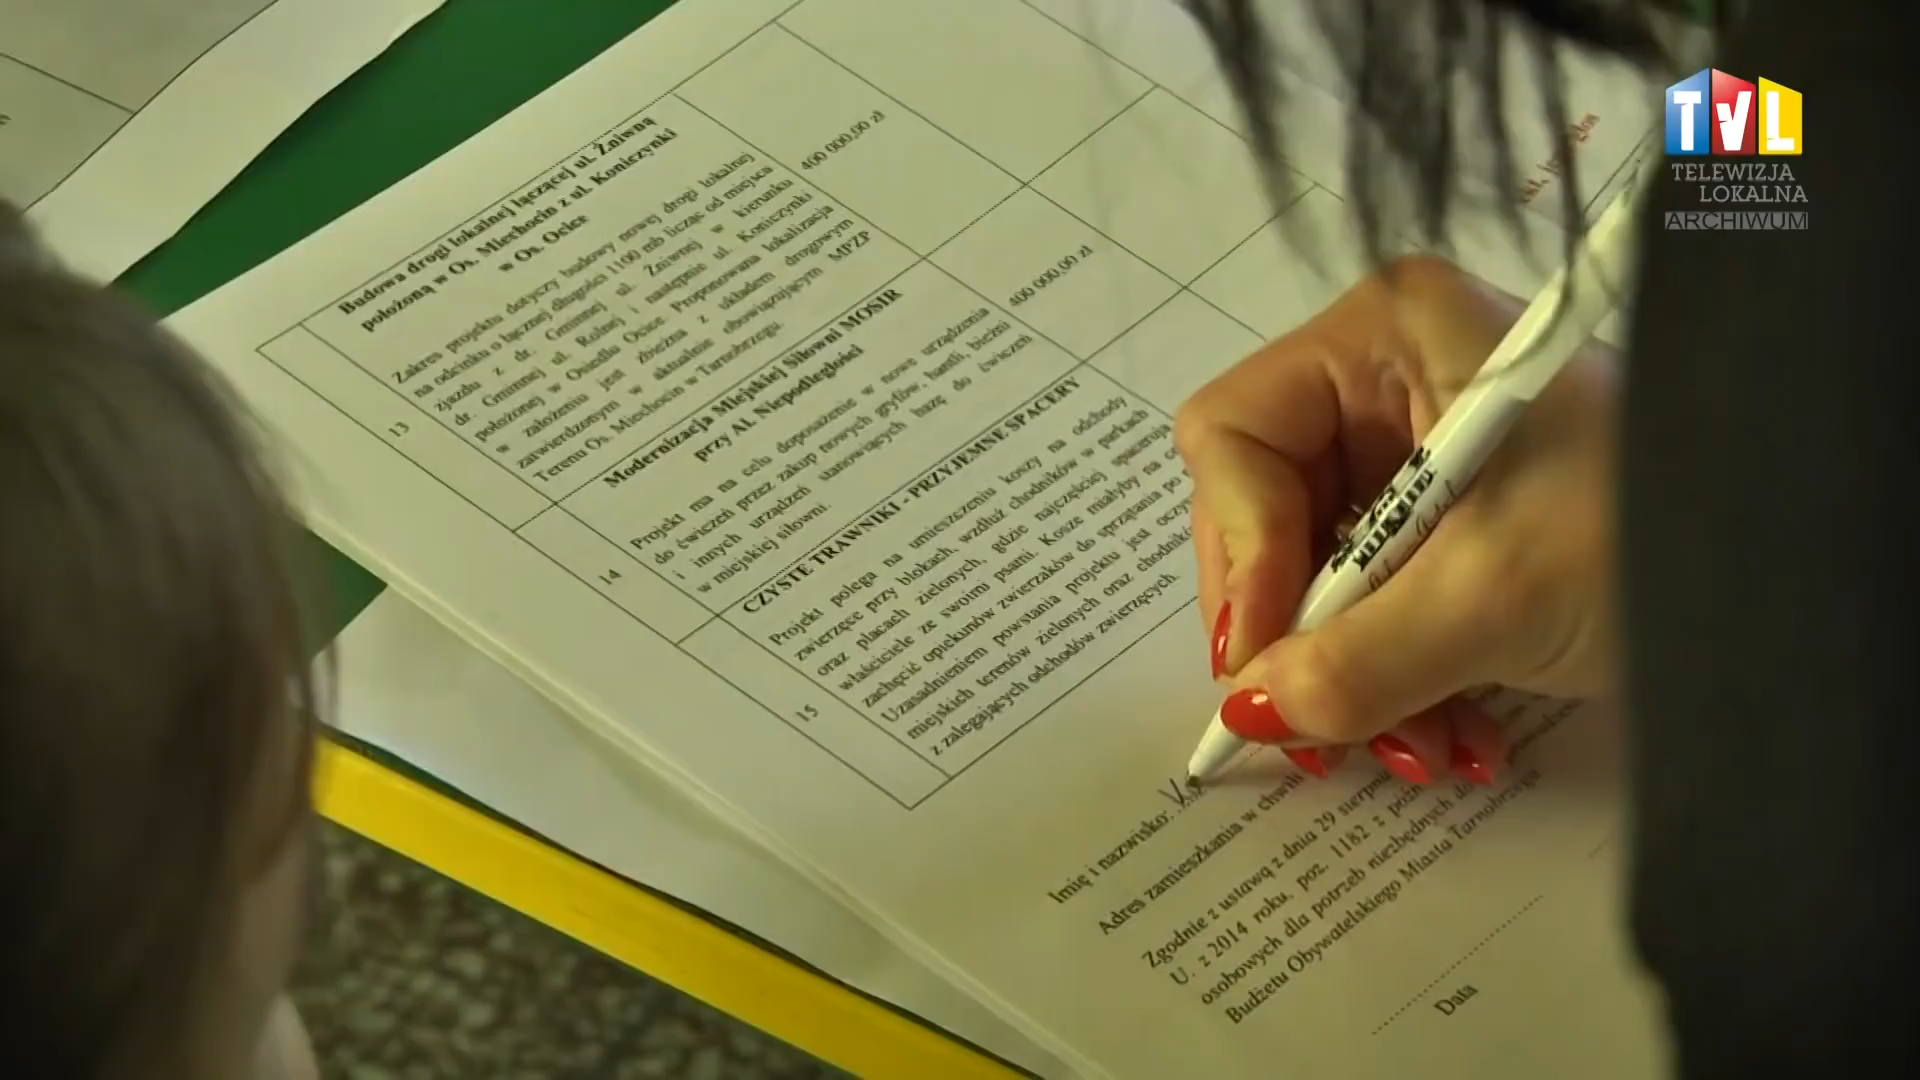 TVL
TELEWIZJA
LOKALNA
ARCHIWUM
13
Budowa drogi lokalnej łączącej ul. Żniwną
położoną w Os. Miechocin z ul. Koniczynki
w Os. Ocice
Zakres projektu dotyczy budowy nowej drogi lokalnej
na odcinku o łącznej długości 1100 mb licząc od miejsca
zjazdu z dr. Gminnej ul. Żniwnej w kierunku
dr. Gminnej ul. Rolnej i następnie ul. Koniczynki
położonej w Osiedlu Ocice. Proponowana lokalizacja
w założeniu jest zbieżna z układem drogowym
zatwierdzonym w aktualnie obowiązującym MPZP
Terenu Os. Miechocin w Tarnobrzegu.
400 000,00 zł
14
Modernizacja Miejskiej Siłowni MOSIR
przy Al. Niepodległości
Projekt ma na celu doposażenie w nowe urządzenia
do ćwiczeń przez zakup nowych gryfów, hantli, bieżni
i innych urządzeń stanowiących bazę do ćwiczeń
w miejskiej siłowni.
400 000,00 zł
15
CZYSTE TRAWNIKI - PRZYJEMNE SPACERY
Projekt polega na umieszczeniu koszy na odchody
zwierzęce przy blokach, wzdłuż chodników w parkach
oraz placach zielonych, gdzie najczęściej spacerują
właściciele ze swoimi psami. Kosze miałyby na
zachęcić opiekunów zwierzaków do sprzątania po
Uzasadnieniem powstania projektu jest
miejskich terenów zielonych oraz
z zalegających odchodów zwierzęcych.
Imię i nazwisko:
Adres zamieszkania w chwili
Zgodnie z ustawą z dnia 29 sierpnia
U. z 2014 roku, poz. 1182 z
osobowych dla potrzeb niezbędnych do
Budżetu Obywatelskiego Miasta Tarnobrzega
Data